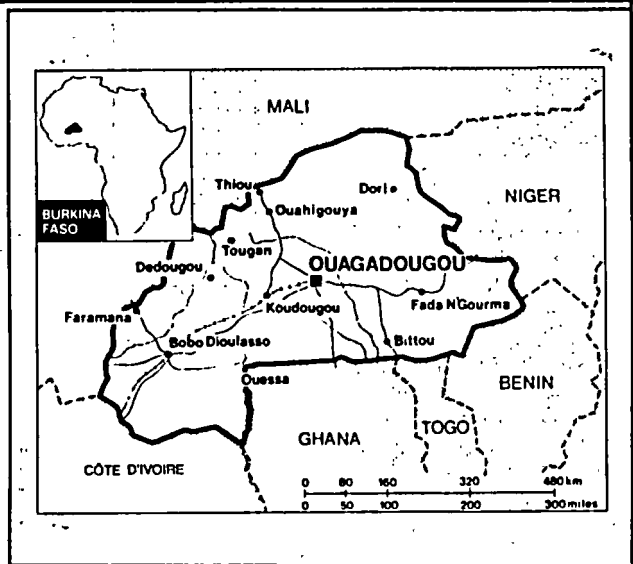 MALI
Thiou
Dori
NIGER
Ouahigouya
BURKINA
FASO
Tougan
OUAGADOUGOU
Dedougou
Fada N'Gourma
Koudougou
Faramana
Bobo Dioulasso
Bittou
Ouessa
BENIN
TOGO
GHANA
CÔTE D'IVOIRE
0 80 160 320 480 km
0 50 100 200 300 miles